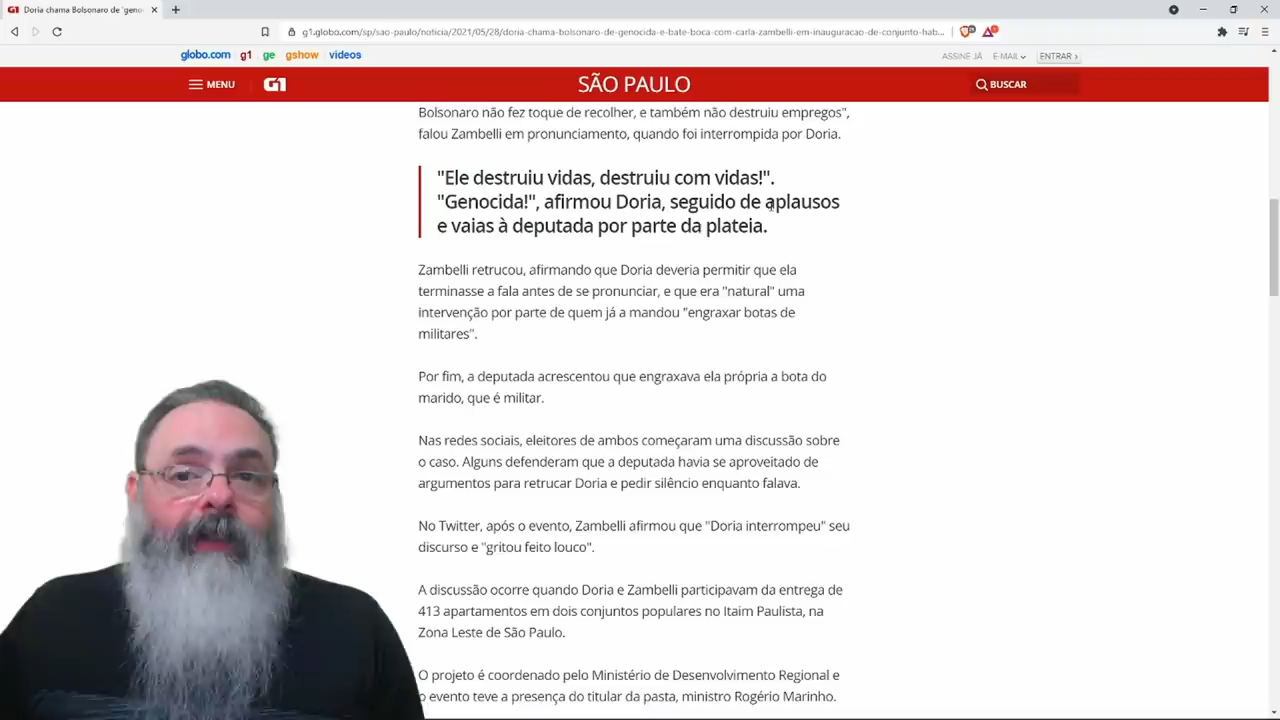 G1 Doria chama Bolsonaro de 'geno
g1.globo.com/sp/sao-paulo/noticia/2021/05/28/doria-chama-bolsonaro-de-genocida-e-bate-boca-com-carla-zambelli-em-inauguracao-de-conjunto-hab...
globo.com g1 ge gshow videos
ASSINE JÁ E-MAIL ENTRAR
MENU G1 SÃO PAULO BUSCAR
Bolsonaro não fez toque de recolher, e também não destruiu empregos",
falou Zambelli em pronunciamento, quando foi interrompida por Doria.
"Ele destruiu vidas, destruiu com vidas!".
"Genocida!", afirmou Doria, seguido de aplausos
e vaias à deputada por parte da plateia.
Zambelli retrucou, afirmando que Doria deveria permitir que ela
terminasse a fala antes de se pronunciar, e que era "natural" uma
intervenção por parte de quem já a mandou "engraxar botas de
militares".
Por fim, a deputada acrescentou que engraxava ela própria a bota do
marido, que é militar.
Nas redes sociais, eleitores de ambos começaram uma discussão sobre
o caso. Alguns defenderam que a deputada havia se aproveitado de
argumentos para retrucar Doria e pedir silêncio enquanto falava.
No Twitter, após o evento, Zambelli afirmou que "Doria interrompeu" seu
discurso e "gritou feito louco".
A discussão ocorre quando Doria e Zambelli participavam da entrega de
413 apartamentos em dois conjuntos populares no Itaim Paulista, na
Zona Leste de São Paulo.
O projeto é coordenado pelo Ministério de Desenvolvimento Regional e
o evento teve a presença do titular da pasta, ministro Rogério Marinho.